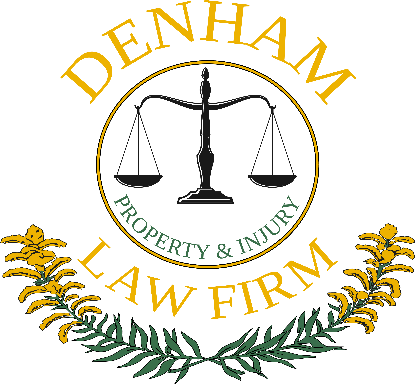 DENHAM
PROPERTY & INJURY
LAW FIRM